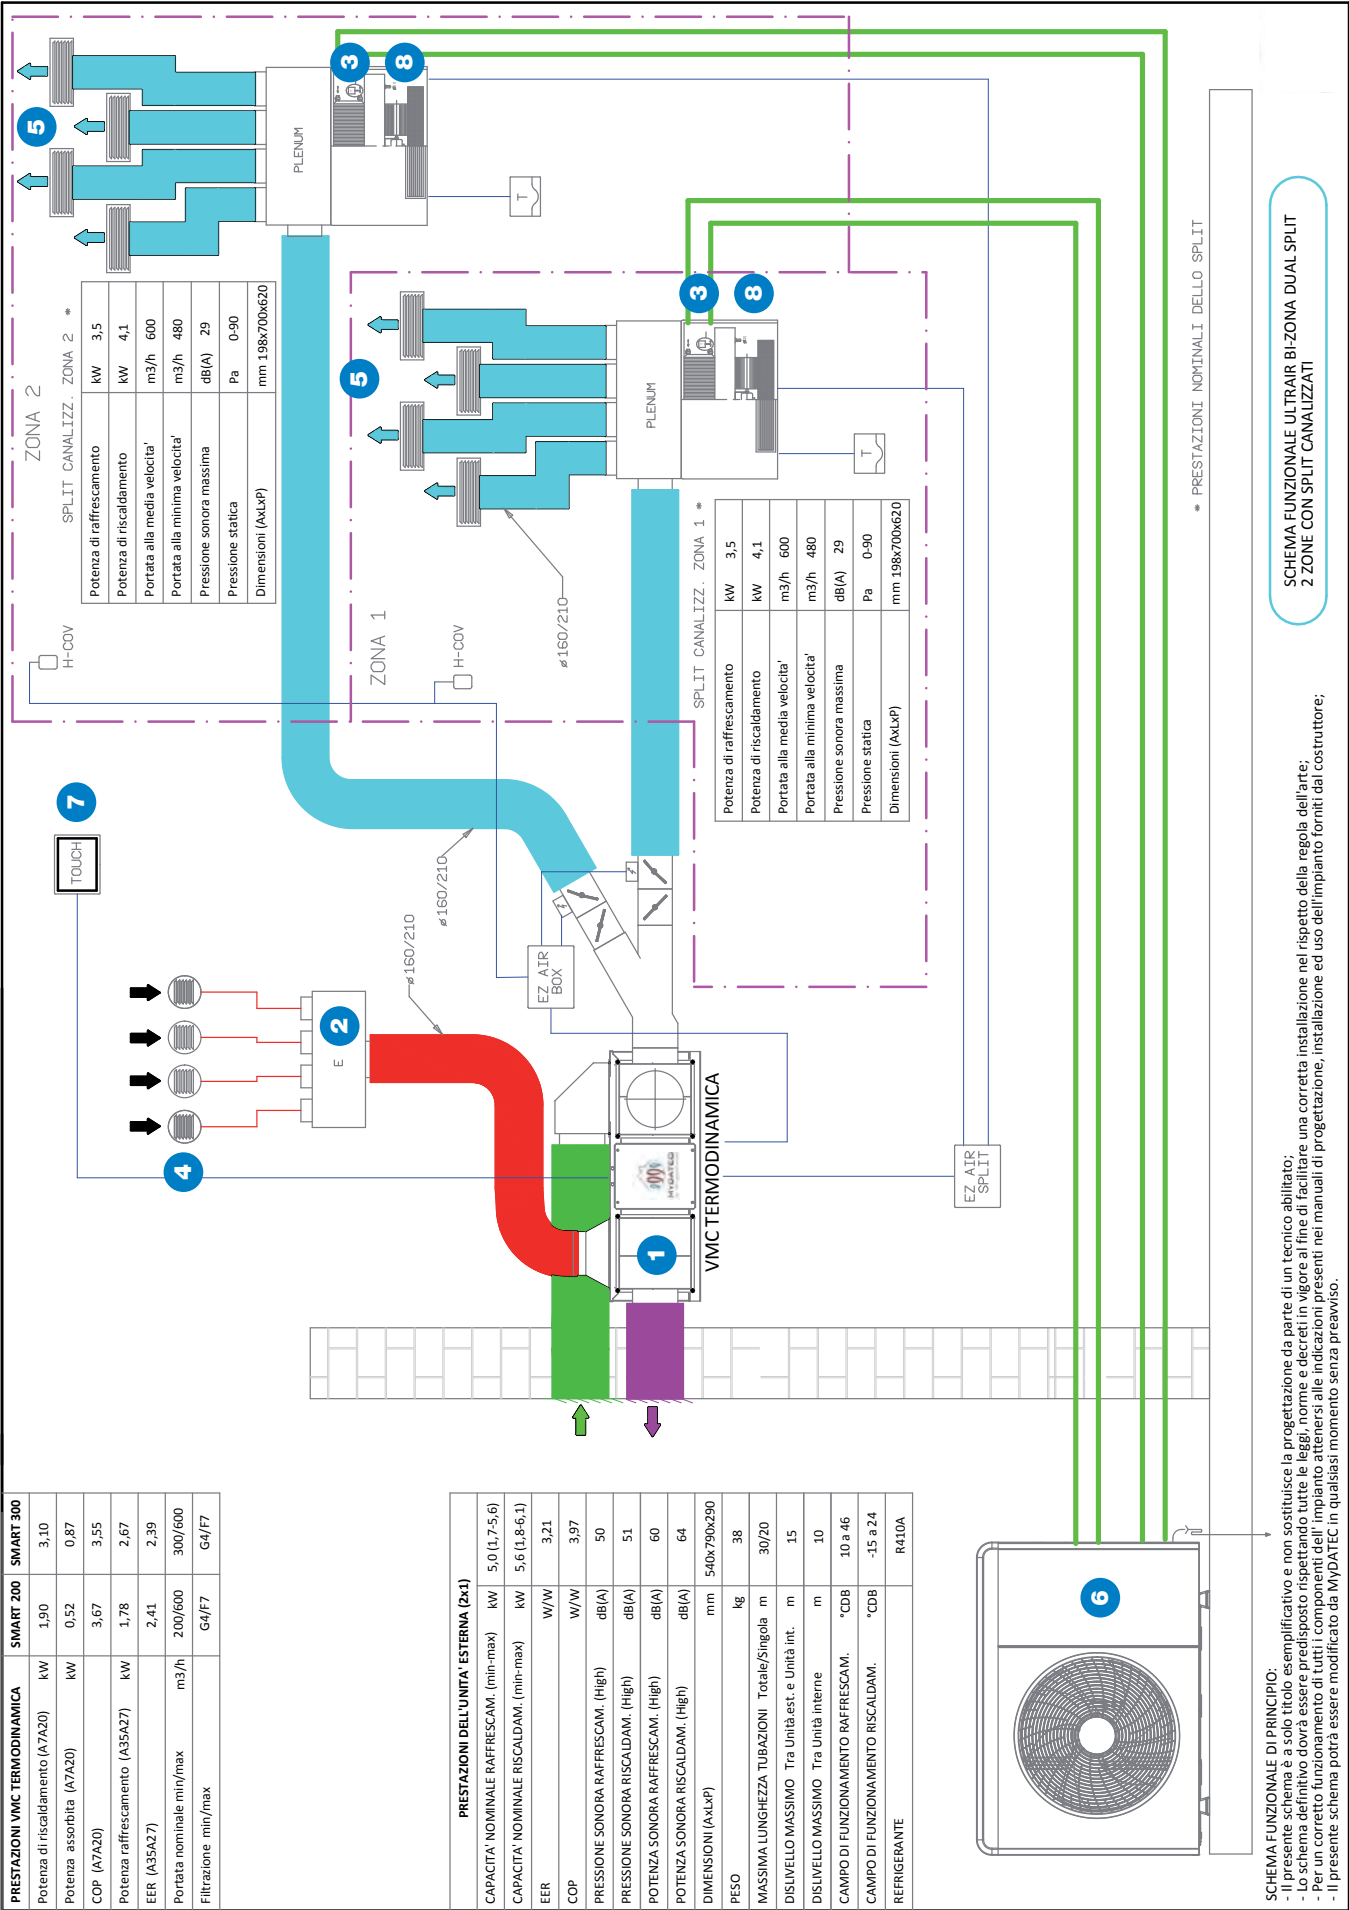 PRESTAZIONI VMC TERMODINAMICA SMART 200 SMART 300
Potenza di riscaldamento (A7A20) kW 1,90 3,10
Potenza assorbita (A7A20) kW 0,52 0,87
COP (A7A20) 3,67 3,55
Potenza raffrescamento (A35A27) kW 1,78 2,67
EER (A35A27) 2,41 2,39
Portata nominale min/max m3/h 200/600 300/600
Filtrazione min/max G4/F7 G4/F7
PRESTAZIONI DELL'UNITA' ESTERNA (2x1)
CAPACITA' NOMINALE RAFFRESCAM. (min-max) kW 5,0 (1,7-5,6)
CAPACITA' NOMINALE RISCALDAM. (min-max) kW 5,6 (1,8-6,1)
EER W/W 3,21
COP W/W 3,97
PRESSIONE SONORA RAFFRESCAM. (High) dB(A) 50
PRESSIONE SONORA RISCALDAM. (High) dB(A) 51
POTENZA SONORA RAFFRESCAM. (High) dB(A) 60
POTENZA SONORA RISCALDAM. (High) dB(A) 64
DIMENSIONI (AxLxP) mm 540x790x290
PESO kg 38
MASSIMA LUNGHEZZA TUBAZIONI Totale/Singola m 30/20
DISLIVELLO MASSIMO Tra Unità.est. e Unità int. m 15
DISLIVELLO MASSIMO Tra Unità interne m 10
CAMPO DI FUNZIONAMENTO RAFFRESCAM. °CDB 10 a 46
CAMPO DI FUNZIONAMENTO RISCALDAM. °CDB -15 a 24
REFRIGERANTE R410A
TOUCH
7
4
2
E
ø160/210
ø160/210
EZ AIR
BOX
1
MYDATEC
VMC TERMODINAMICA
EZ AIR
SPLIT
6
H-COV
H-COV
ZONA 2
SPLIT CANALIZZ. ZONA 2 *
Potenza di raffrescamento kW 3,5
Potenza di riscaldamento kW 4,1
Portata alla media velocita' m3/h 600
Portata alla minima velocita' m3/h 480
Pressione sonora massima dB(A) 29
Pressione statica Pa 0-90
Dimensioni (AxLxP) mm 198x700x620
5
PLENUM
3
8
T
ZONA 1
ø160/210
5
PLENUM
3
8
T
SPLIT CANALIZZ. ZONA 1 *
Potenza di raffrescamento kW 3,5
Potenza di riscaldamento kW 4,1
Portata alla media velocita' m3/h 600
Portata alla minima velocita' m3/h 480
Pressione sonora massima dB(A) 29
Pressione statica Pa 0-90
Dimensioni (AxLxP) mm 198x700x620
* PRESTAZIONI NOMINALI DELLO SPLIT
SCHEMA FUNZIONALE ULTRAIR BI-ZONA DUAL SPLIT
2 ZONE CON SPLIT CANALIZZATI
SCHEMA FUNZIONALE DI PRINCIPIO:
- Il presente schema è a solo titolo esemplificativo e non sostituisce la progettazione da parte di un tecnico abilitato;
- Lo schema definitivo dovrà essere predisposto rispettando tutte le leggi, norme e decreti in vigore al fine di facilitare una corretta installazione nel rispetto della regola dell'arte;
- Per un corretto funzionamento di tutti i componenti dell' impianto attenersi alle indicazioni presenti nei manuali di progettazione, installazione ed uso dell'impianto forniti dal costruttore;
- Il presente schema potrà essere modificato da MyDATEC in qualsiasi momento senza preavviso.